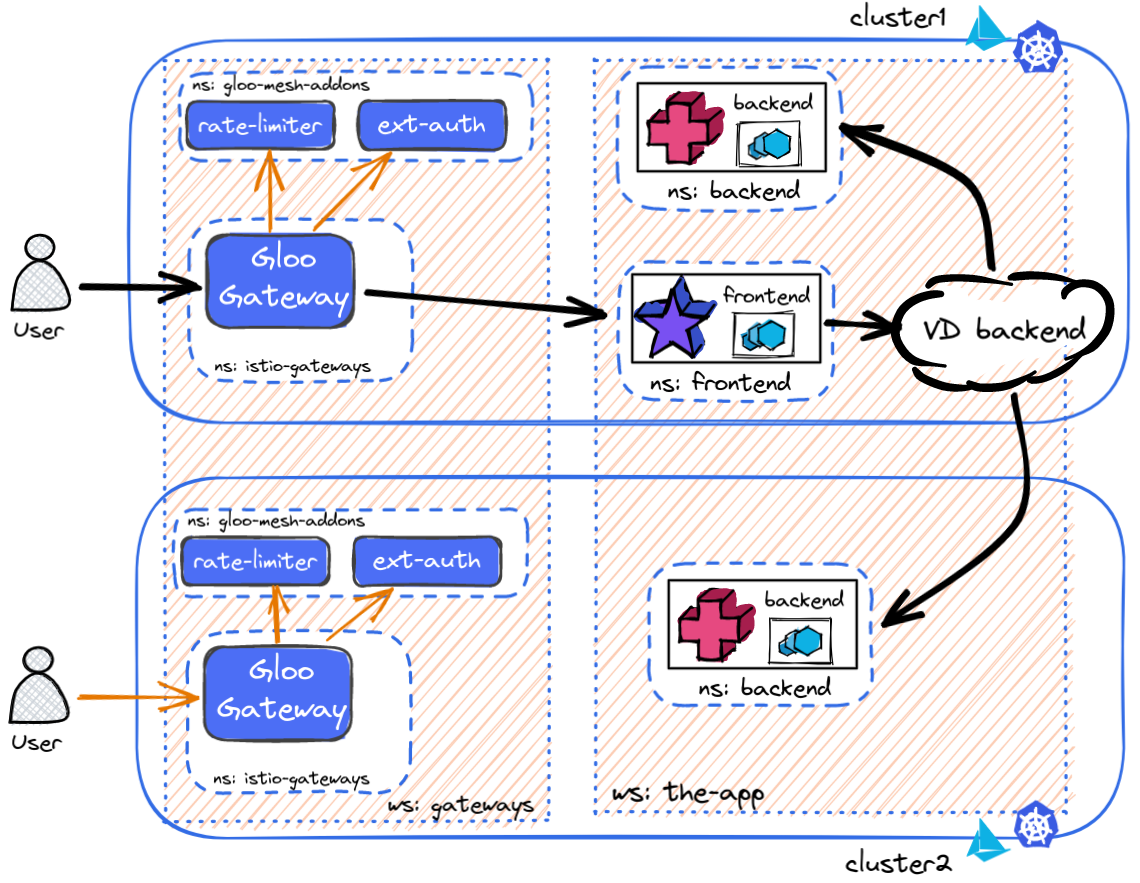 cluster1
ns: gloo-mesh-addons
rate-limiter
ext-auth
Gloo
Gateway
ns: istio-gateways
User
backend
ns: backend
frontend
ns: frontend
VD backend
ns: gloo-mesh-addons
rate-limiter
ext-auth
Gloo
Gateway
ns: istio-gateways
User
ws: gateways
backend
ns: backend
ws: the-app
cluster2